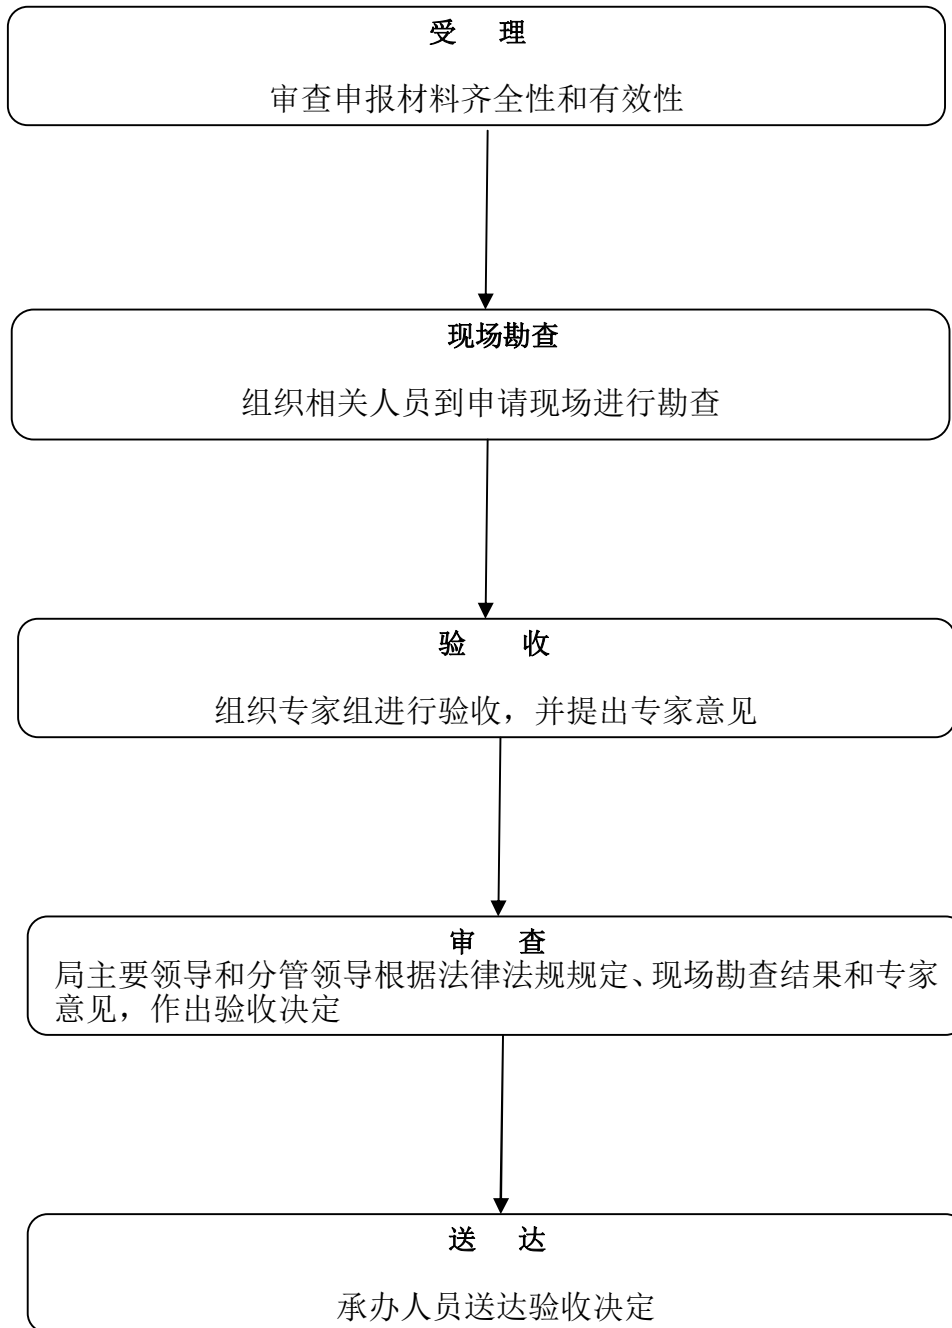 受 理
审查申报材料齐全性和有效性
现场勘查
组织相关人员到申请现场进行勘查
验 收
组织专家组进行验收，并提出专家意见
审 查
局主要领导和分管领导根据法律法规规定、现场勘查结果和专家
意见，作出验收决定
送 达
承办人员送达验收决定